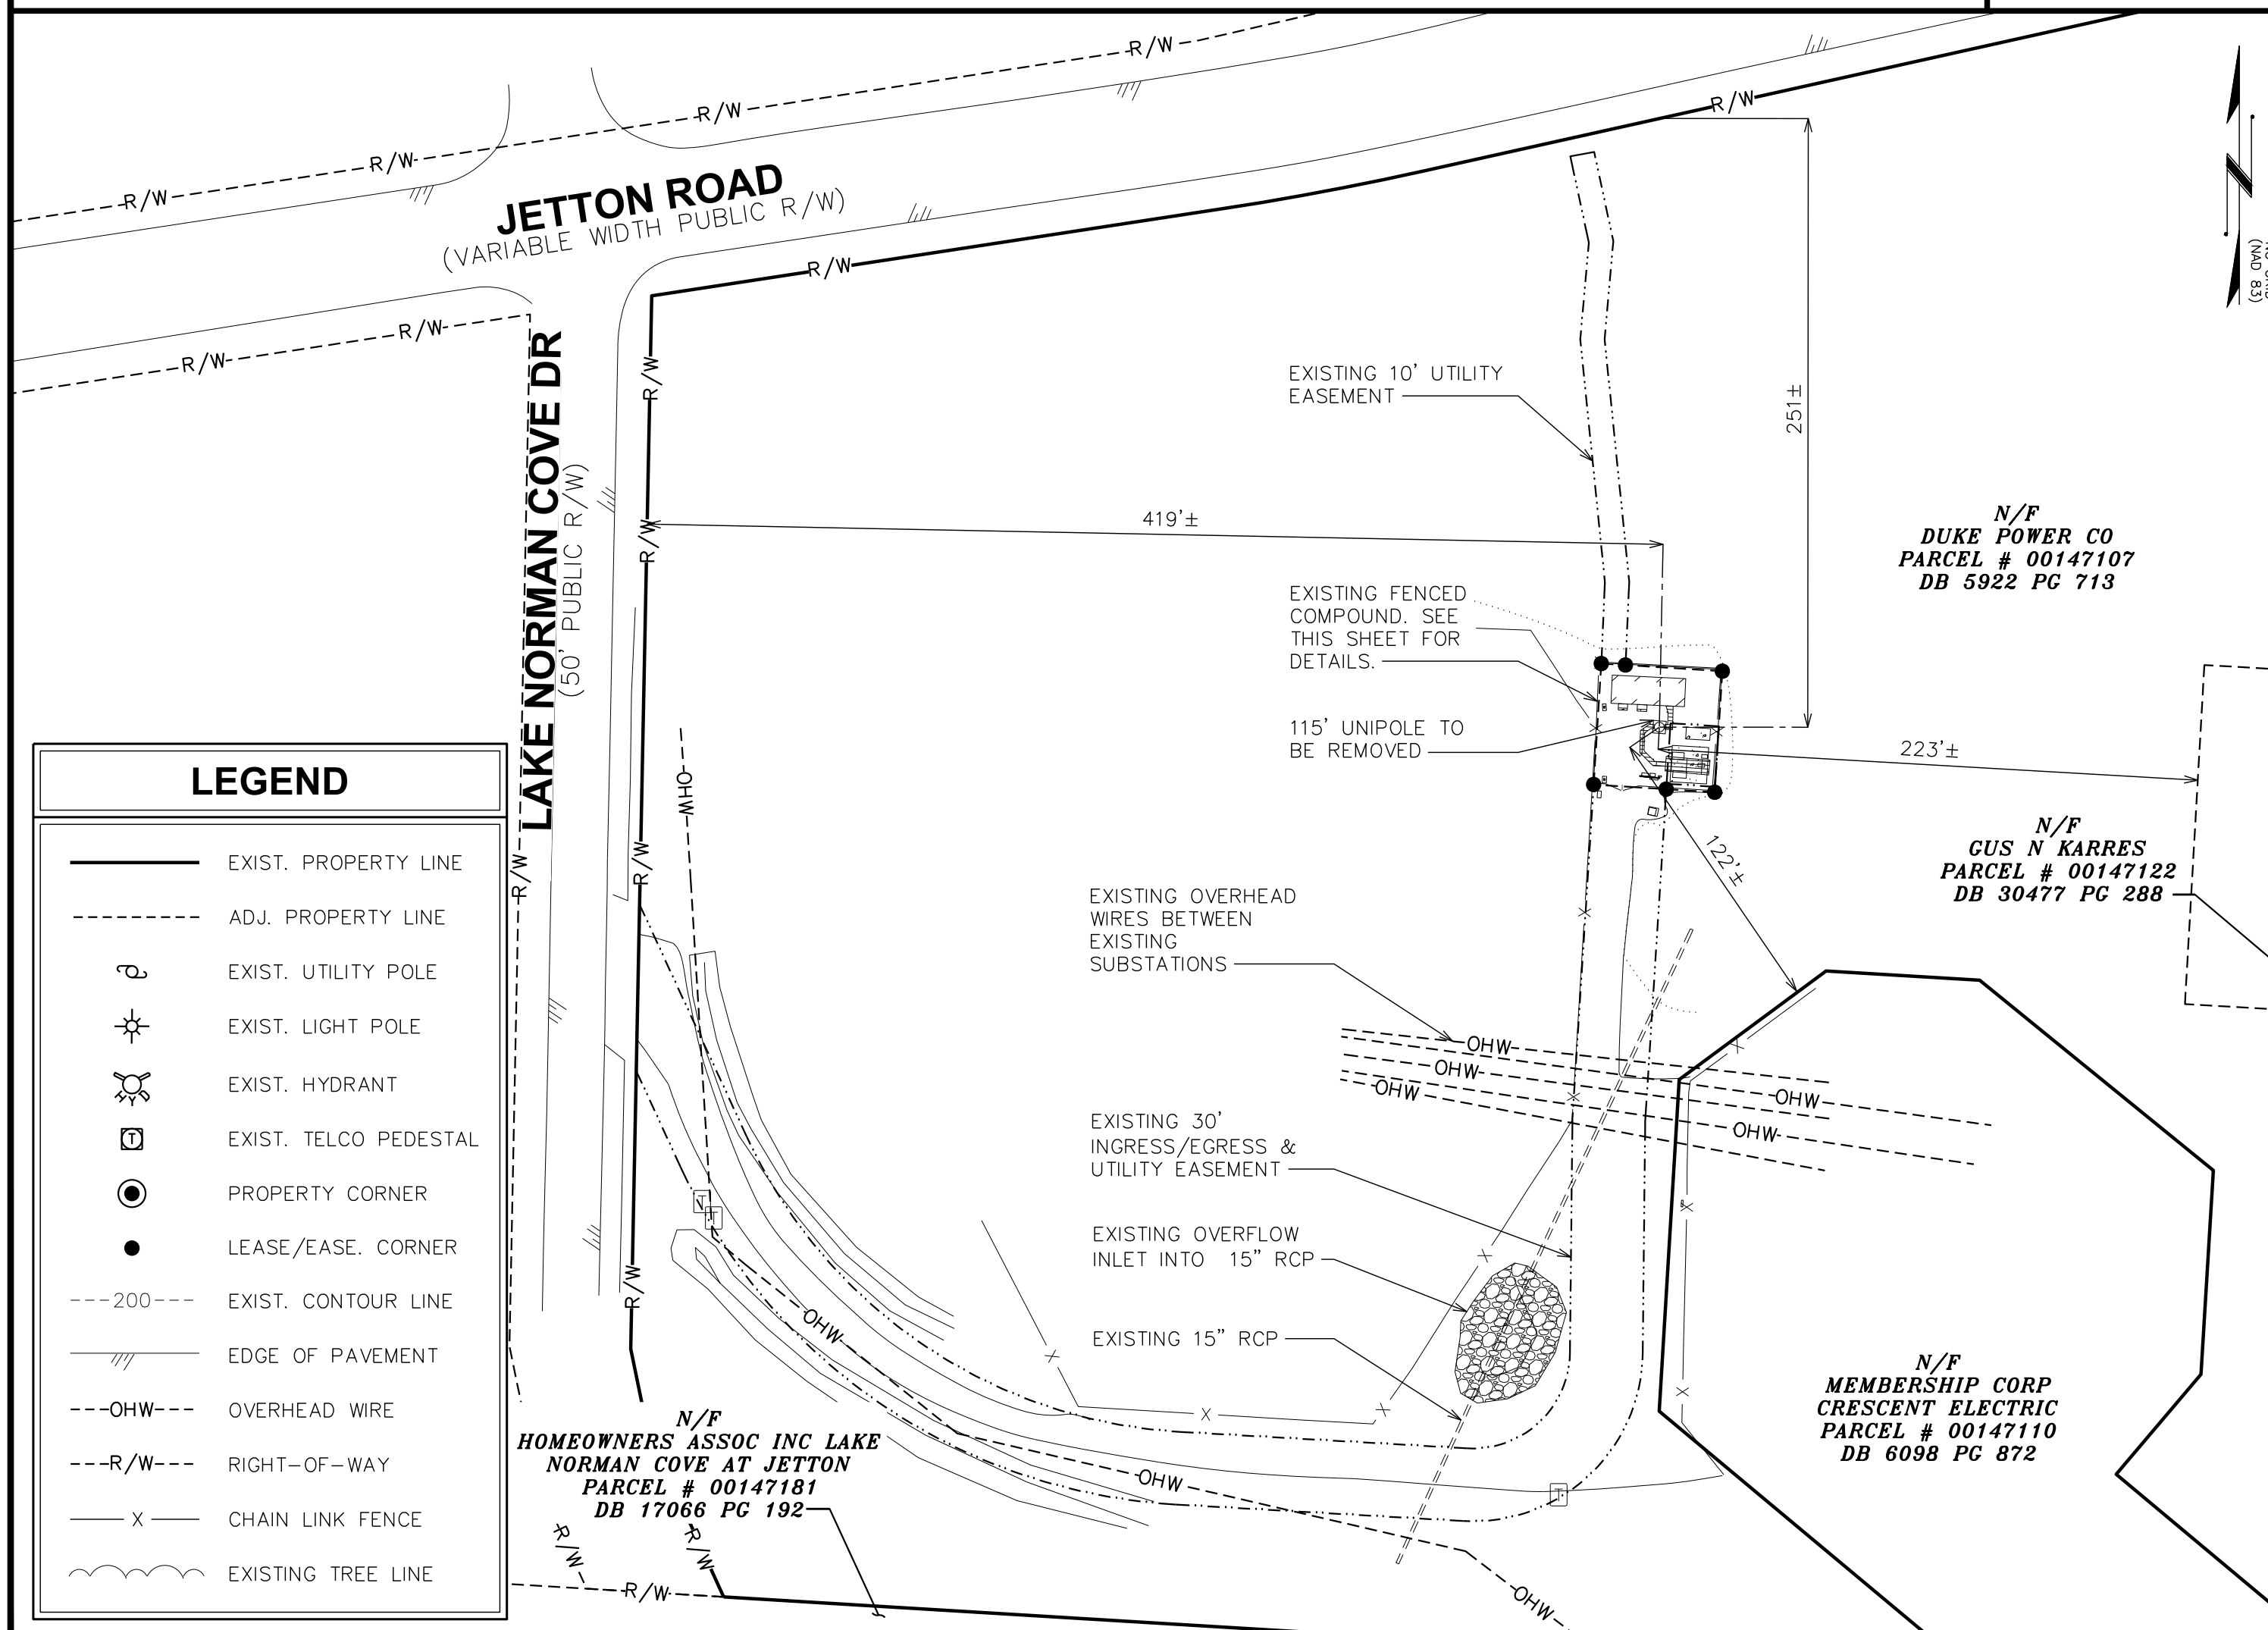 R/W
R/W
R/W
R/W
R/W
JETTON ROAD
(VARIABLE WIDTH PUBLIC R/W)
R/W
R/W
R/W
(NAD 83)
LAKE NORMAN COVE DR
(50' PUBLIC R/W)
R/W
R/W
R/W
R/W
R/W
R/W
R/W
R/W
EXISTING 10' UTILITY
EASEMENT
251±
419'±
N/F
DUKE POWER CO
PARCEL # 00147107
DB 5922 PG 713
EXISTING FENCED
COMPOUND. SEE
THIS SHEET FOR
DETAILS.
115' UNIPOLE TO
BE REMOVED
223'±
122'±
N/F
GUS N KARRES
PARCEL # 00147122
DB 30477 PG 288
OHW
EXISTING OVERHEAD
WIRES BETWEEN
EXISTING
SUBSTATIONS
OHW
OHW
OHW
OHW
OHW
EXISTING 30'
INGRESS/EGRESS &
UTILITY EASEMENT
EXISTING OVERFLOW
INLET INTO 15" RCP
EXISTING 15" RCP
X
X
X
X
X
X
X
X
X
X
X
T
T
T
OHW
OHW
OHW
N/F
MEMBERSHIP CORP
CRESCENT ELECTRIC
PARCEL # 00147110
DB 6098 PG 872
N/F
HOMEOWNERS ASSOC INC LAKE
NORMAN COVE AT JETTON
PARCEL # 00147181
DB 17066 PG 192
R/W
LEGEND
EXIST. PROPERTY LINE
ADJ. PROPERTY LINE
EXIST. UTILITY POLE
EXIST. LIGHT POLE
EXIST. HYDRANT
T EXIST. TELCO PEDESTAL
PROPERTY CORNER
LEASE/EASE. CORNER
---200--- EXIST. CONTOUR LINE
EDGE OF PAVEMENT
---OHW--- OVERHEAD WIRE
---R/W--- RIGHT-OF-WAY
X CHAIN LINK FENCE
EXISTING TREE LINE